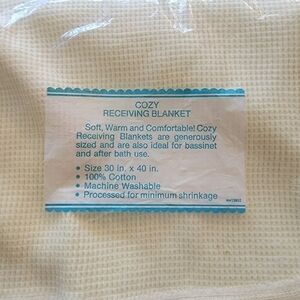 COZY
RECEIVING BLANKET
Soft, Warm and Comfortable! Cozy
Receiving Blankets are generously
sized and are also ideal for bassinet
and after bath use.
• Size 30 in. x 40 in.
• 100% Cotton
• Machine Washable
• Processed for minimum shrinkage